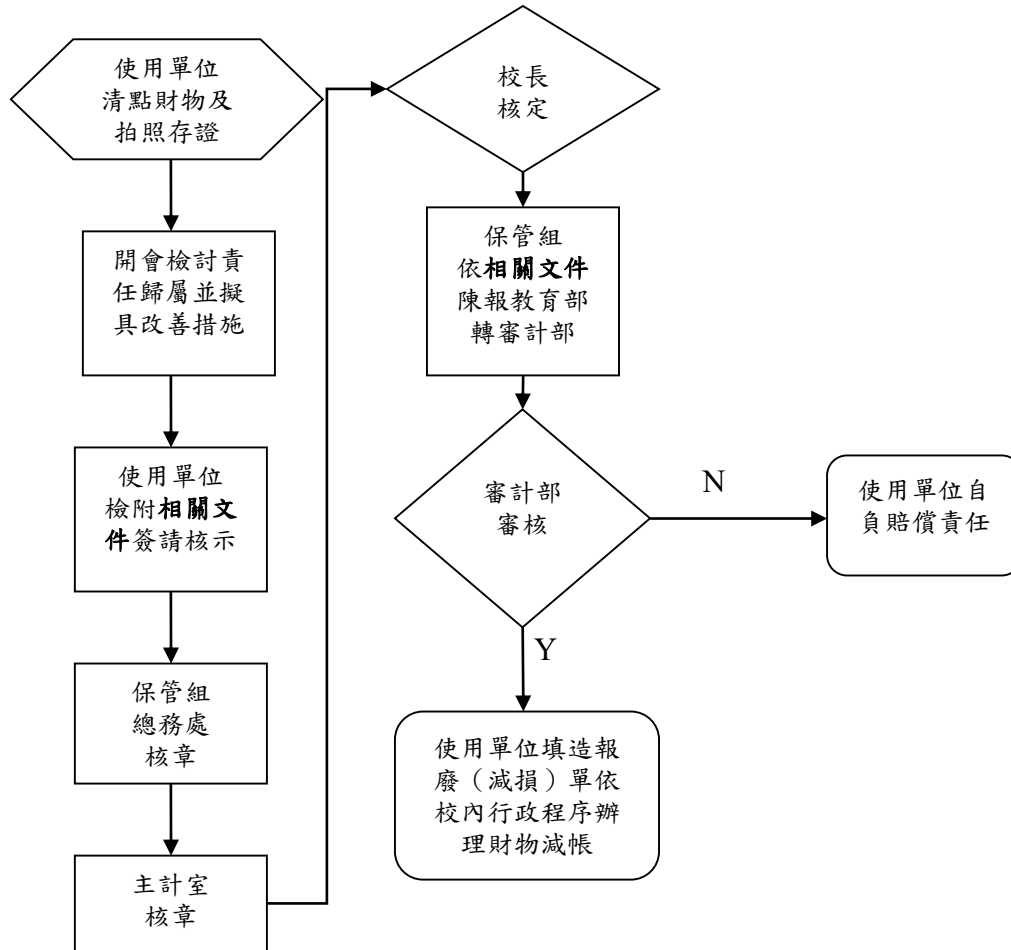 使用單位
清點財物及
拍照存證
開會檢討責
任歸屬並擬
具改善措施
使用單位
檢附相關文
件簽請核示
保管組
總務處
核章
主計室
核章
校長
核定
保管組
依相關文件
陳報教育部
轉審計部
審計部
審核
N
使用單位自
負賠償責任
Y
使用單位填造報
廢（減損）單依
校內行政程序辦
理財物減帳